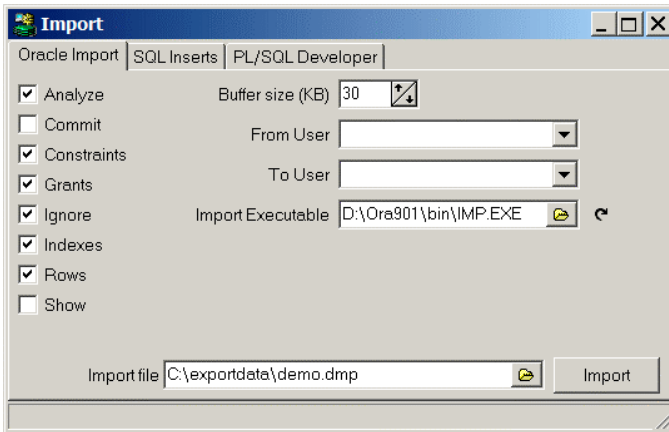 Import
Oracle Import SQL Inserts PL/SQL Developer
Analyze
Commit
Constraints
Grants
Ignore
Indexes
Rows
Show
Buffer size (KB) 30
From User
To User
Import Executable D:\Ora901\bin\IMP.EXE
Import file C:\exportdata\demo.dmp Import